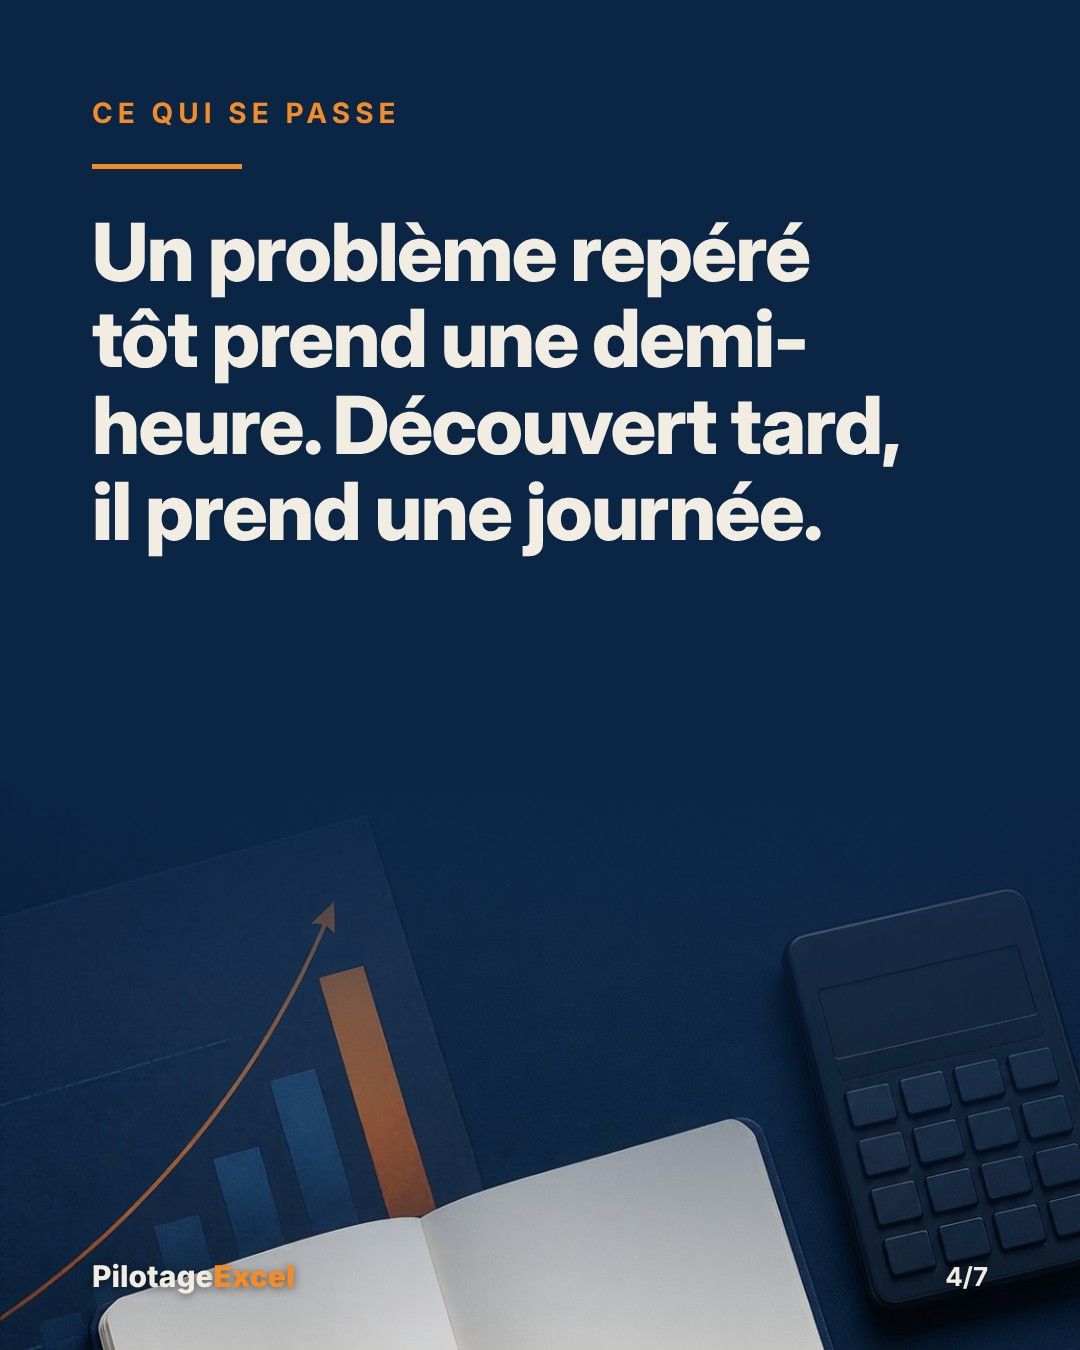 CE QUI SE PASSE
Un problème repéré
tôt prend une demi-
heure. Découvert tard,
il prend une journée.
PilotageExcel
4/7